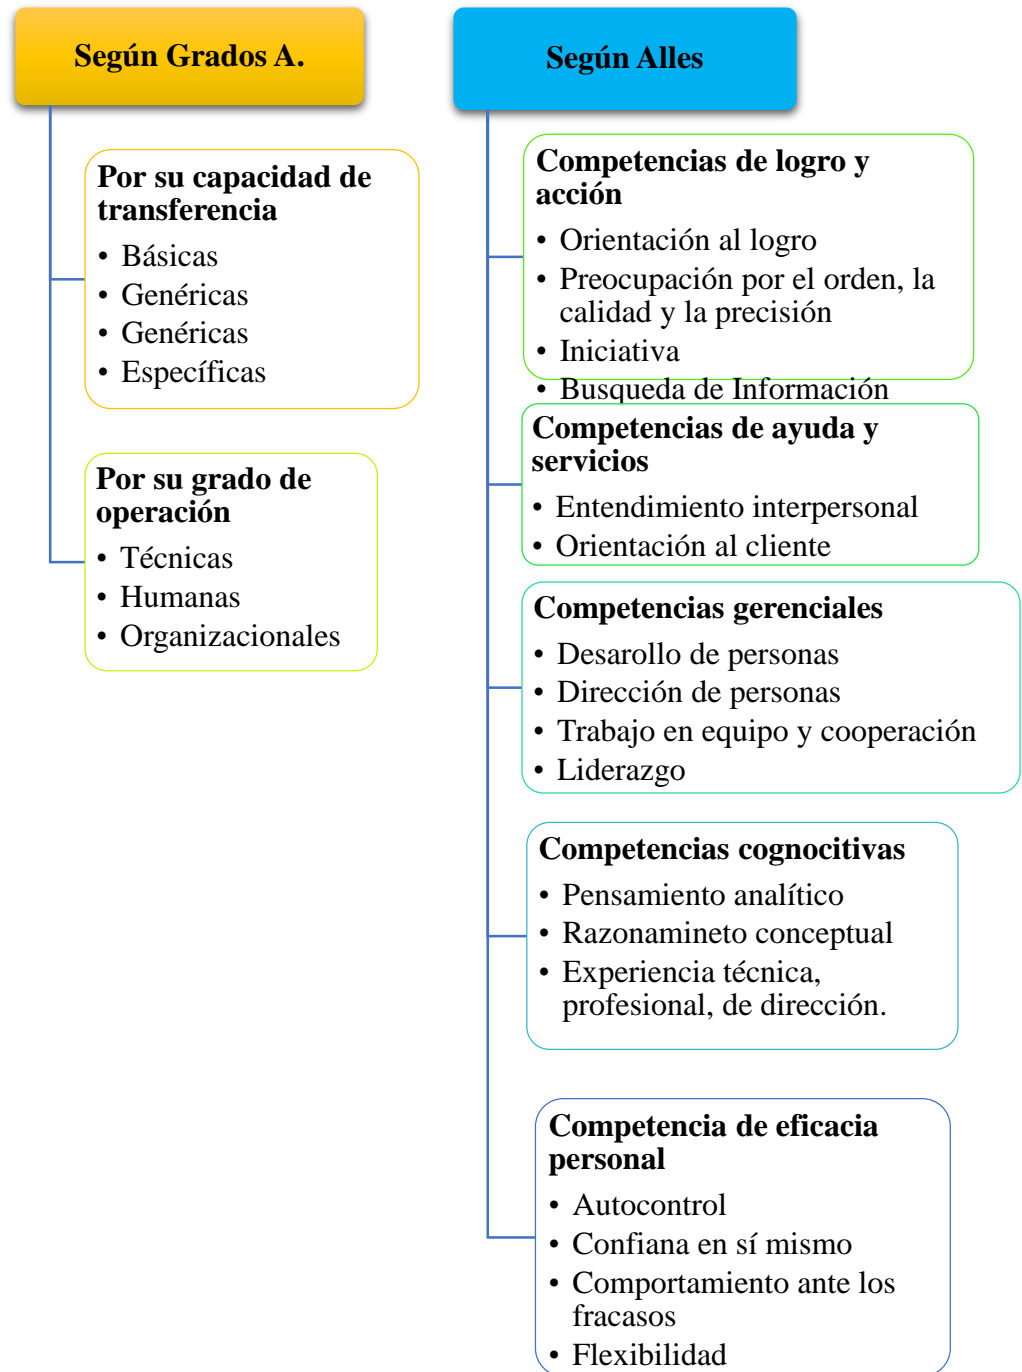 Según Grados A.
Por su capacidad de
transferencia
• Básicas
• Genéricas
• Genéricas
• Específicas
Por su grado de
operación
• Técnicas
• Humanas
• Organizacionales
Según Alles
Competencias de logro y
acción
• Orientación al logro
• Preocupación por el orden, la
calidad y la precisión
• Iniciativa
• Busqueda de Información
Competencias de ayuda y
servicios
• Entendimiento interpersonal
• Orientación al cliente
Competencias gerenciales
• Desarollo de personas
• Dirección de personas
• Trabajo en equipo y cooperación
• Liderazgo
Competencias cognocitivas
• Pensamiento analítico
• Razonamineto conceptual
• Experiencia técnica,
profesional, de dirección.
Competencia de eficacia
personal
• Autocontrol
• Confiana en sí mismo
• Comportamiento ante los
fracasos
• Flexibilidad